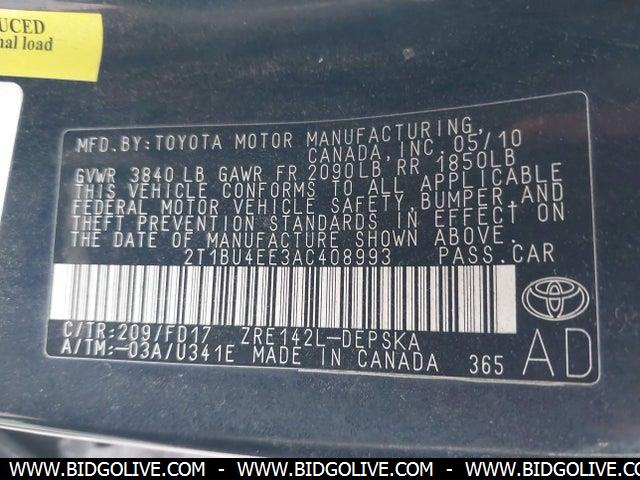 UCED
nal load
MFD. BY: TOYOTA MOTOR MANUFACTURING,
CANADA, INC. 05/10
GVWR 3840 LB GAWR FR 2090LB RR 1850LB
THIS VEHICLE CONFORMS TO ALL APPLICABLE
FEDERAL MOTOR VEHICLE SAFETY, BUMPER, AND
THEFT PREVENTION STANDARDS IN EFFECT ON
THE DATE OF MANUFACTURE SHOWN ABOVE.
2T1BU4EE3AC408993 PASS. CAR
C/TR: 209/FD17 ZRE142L-DEPSKA
A/TM: -03A/U341E MADE IN CANADA 365
AD
WWW.BIDGOLIVE.COM - WWW.BIDGOLIVE.COM - WWW.BIDGOLIVE.COM